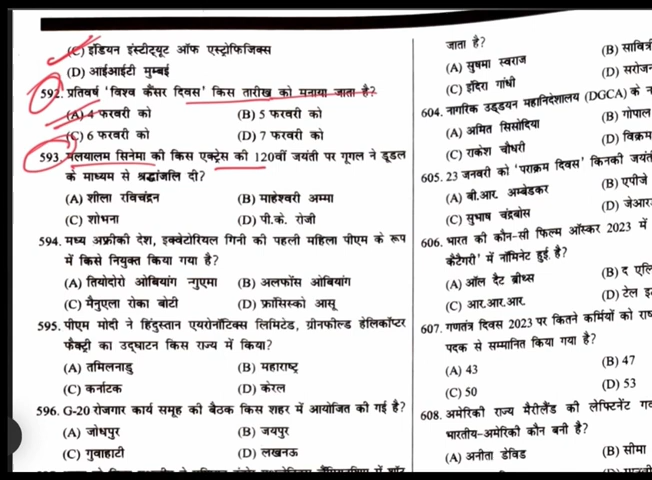 (C) इंडियन इंस्टीट्यूट ऑफ एस्ट्रोफिजिक्स
(D) आईआईटी मुम्बई
592. प्रतिवर्ष 'विश्व कैंसर दिवस' किस तारीख को मनाया जाता है?
(A) 4 फरवरी को (B) 5 फरवरी को
(C) 6 फरवरी को (D) 7 फरवरी को
593. मलयालम सिनेमा की किस एक्ट्रेस की 120वीं जयंती पर गूगल ने डूडल
के माध्यम से श्रद्धांजलि दी?
(A) शीला रविचंद्रन (B) माहेश्वरी अम्मा
(C) शोभना (D) पी.के. रोजी
594. मध्य अफ्रीकी देश, इक्वेटोरियल गिनी की पहली महिला पीएम के रूप
में किसे नियुक्त किया गया है?
(A) तियोदोरो ओबियांग न्गुएमा (B) अलफोंस ओबियांग
(C) मैनुएला रोका बोटी (D) फ्रांसिस्को आसू
595. पीएम मोदी ने हिंदुस्तान एयरोनॉटिक्स लिमिटेड, ग्रीनफील्ड हेलिकॉप्टर
फैक्ट्री का उद्घाटन किस राज्य में किया?
(A) तमिलनाडु (B) महाराष्ट्र
(C) कर्नाटक (D) केरल
596. G-20 रोजगार कार्य समूह की बैठक किस शहर में आयोजित की गई है?
(A) जोधपुर (B) जयपुर
(C) गुवाहाटी (D) लखनऊ
जाता है?
(A) सुषमा स्वराज (B) सावित्री
(C) इंदिरा गांधी (D) सरोजन
604. नागरिक उड्डयन महानिदेशालय (DGCA) के न
(A) अमित सिसोदिया (B) गोपाल
(C) राकेश चौधरी (D) विक्रम
605. 23 जनवरी को 'पराक्रम दिवस' किनकी जयंती
(A) बी.आर. अम्बेडकर (B) एपीजे
(C) सुभाष चंद्रबोस (D) जेआर
606. भारत की कौन-सी फिल्म ऑस्कर 2023 में
कैटैगरी' में नॉमिनेट हुई है?
(A) ऑल दैट ब्रीथ्स (B) द एलि
(C) आर.आर.आर. (D) टेल इ
607. गणतंत्र दिवस 2023 पर कितने कर्मियों को राष
पदक से सम्मानित किया गया है?
(A) 43 (B) 47
(C) 50 (D) 53
608. अमेरिकी राज्य मैरीलैंड की लेफ्टिनेंट गव
भारतीय-अमेरिकी कौन बनी है?
(A) अनीता डेविड (B) सीमा